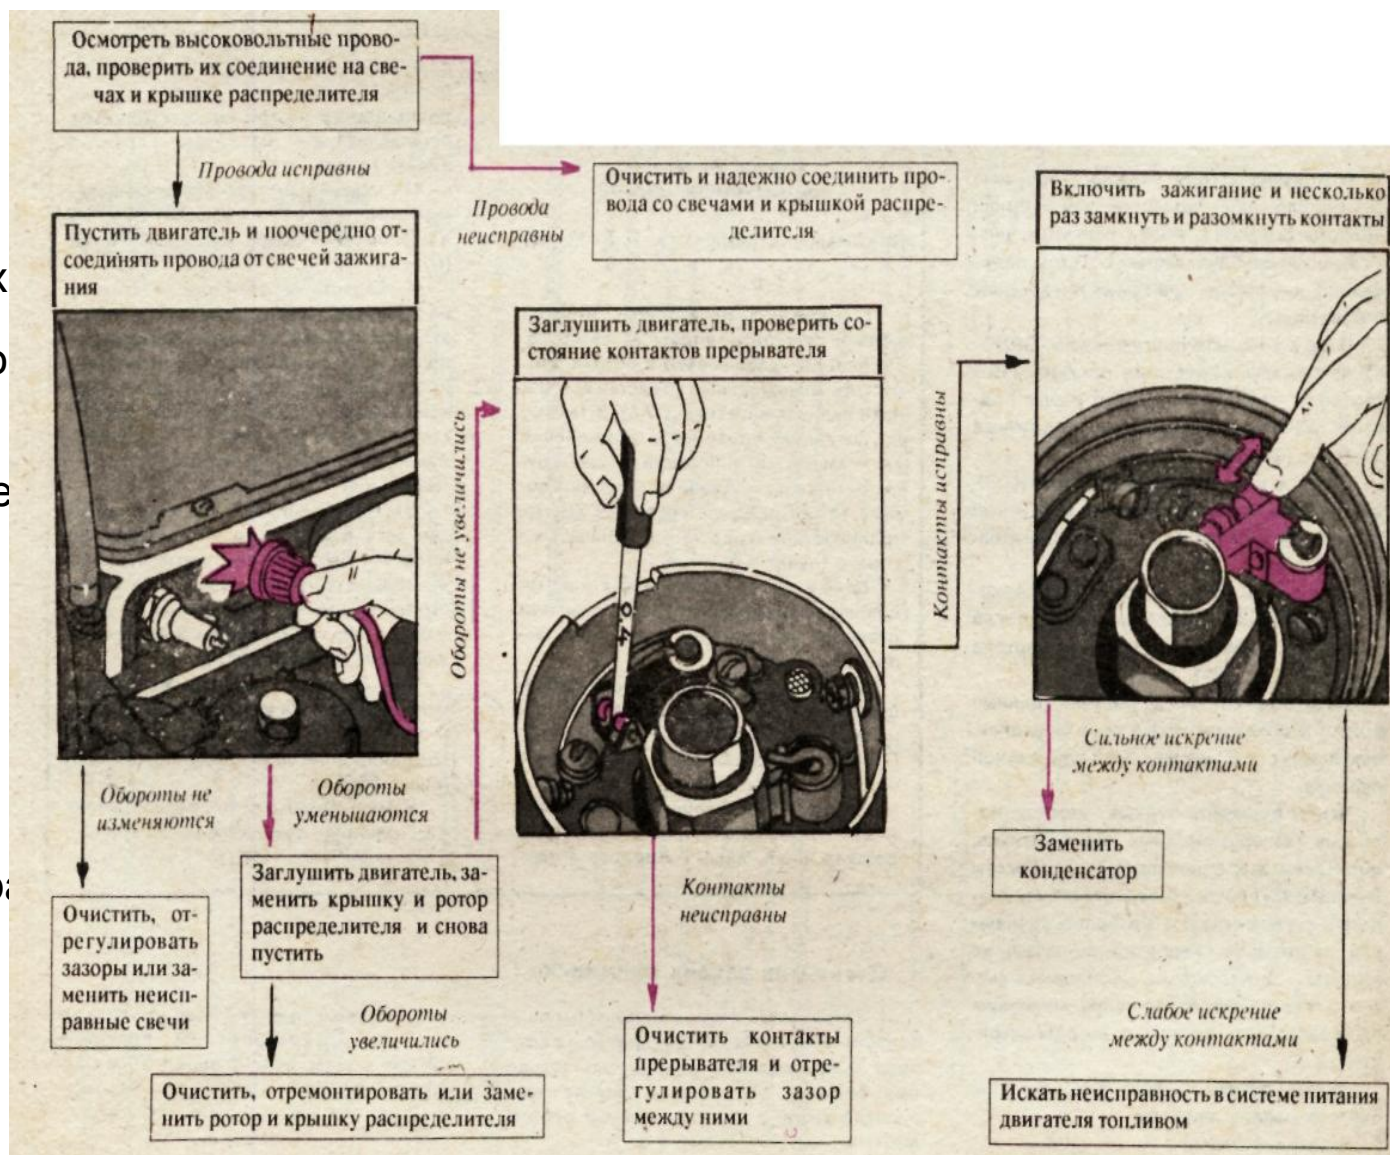 Осмотреть высоковольтные прово-
да, проверить их соединение на све-
чах и крышке распределителя
Провода исправны
Провода
неисправны
Очистить и надежно соединить про-
вода со свечами и крышкой распре-
делителя
Пустить двигатель и поочередно от-
соединять провода от свечей зажига-
ния
Обороты не
изменяются
Обороты
уменьшаются
Очистить, от-
регулировать
зазоры или за-
менить неисп-
равные свечи
Заглушить двигатель, за-
менить крышку и ротор
распределителя и снова
пустить
Обороты
увеличились
Очистить, отремонтировать или заме-
нить ротор и крышку распределителя
Обороты не увеличились
Заглушить двигатель, проверить со-
стояние контактов прерывателя
0.4
Контакты
неисправны
Очистить контакты
прерывателя и отре-
гулировать зазор
между ними
Контакты исправны
Включить зажигание и несколько
раз замкнуть и разомкнуть контакты
Сильное искрение
между контактами
Заменить
конденсатор
Слабое искрение
между контактами
Искать неисправность в системе питания
двигателя топливом